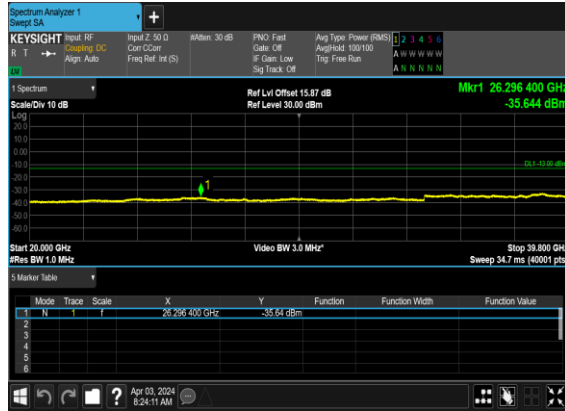 Spectrum Analyzer 1
Swept SA
+
KEYSIGHT
R T
LW
Input: RF
Coupling: DC
Align: Auto
Input Z: 50 Ω
Corr CCorr
Freq Ref: Int (S)
#Atten: 30 dB
PNO: Fast
Gate: Off
IF Gain: Low
Sig Track: Off
Avg Type: Power (RMS)
Avg|Hold: 100/100
Trig: Free Run
1 2 3 4 5 6
A W W W W W
A N N N N N
1 Spectrum
Scale/Div 10 dB
Ref Lvl Offset 15.87 dB
Ref Level 30.00 dBm
Mkr1 26.296 400 GHz
-35.644 dBm
Log
20.0
10.0
0.00
-10.0
DL1 -13.00 dBm
-20.0
1
-30.0
-40.0
-50.0
-60.0
Start 20.000 GHz
Video BW 3.0 MHz*
Stop 39.800 GHz
#Res BW 1.0 MHz
Sweep 34.7 ms (40001 pts)
5 Marker Table
Mode Trace Scale X Y Function Function Width Function Value
1 N 1 f 26.296 400 GHz -35.64 dBm
2
3
4
5
6
?
Apr 03, 2024
8:24:11 AM